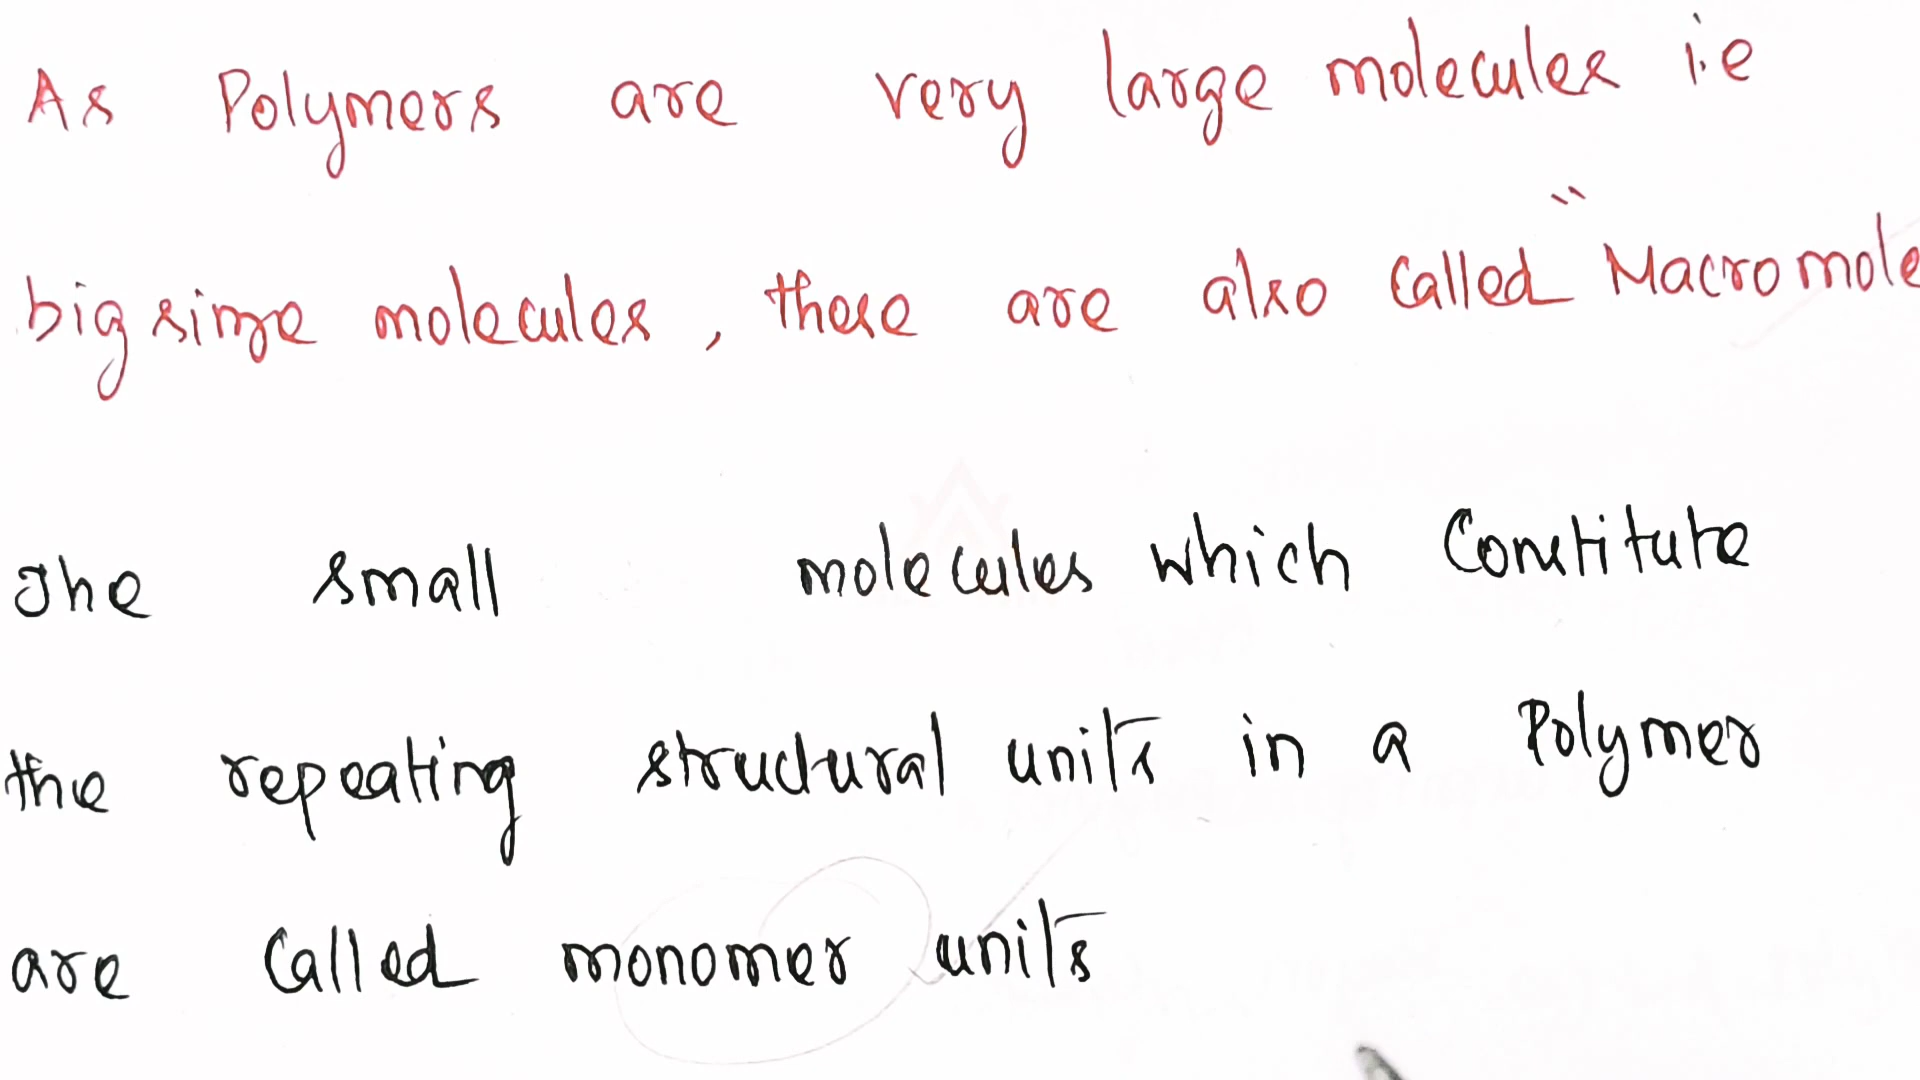 As Polymers are very large molecules i.e
big sinze molecules, these are also called "Macromole
The small molecules which Constitute
the repeating structural units in a Polymer
are Called monomer units